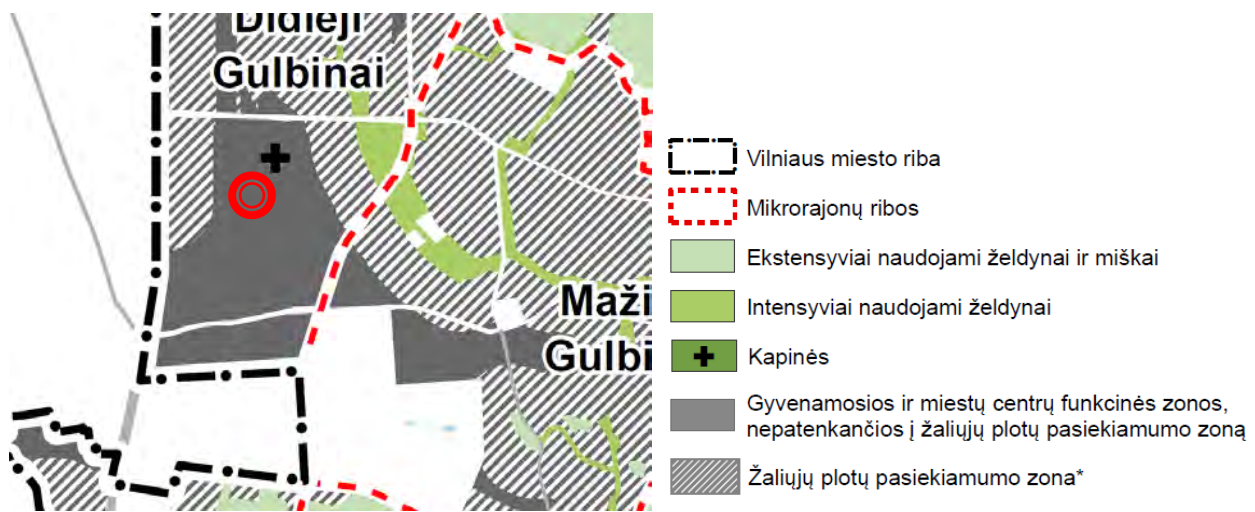 Didieji
Gulbinai
Maži
Gulbi
Vilniaus miesto riba
Mikrorajonų ribos
Ekstensyviai naudojami želdynai ir miškai
Intensyviai naudojami želdynai
Kapinės
Gyvenamosios ir miestų centrų funkcinės zonos,
nepatenkančios į žaliųjų plotų pasiekiamumo zoną
Žaliųjų plotų pasiekiamumo zona*